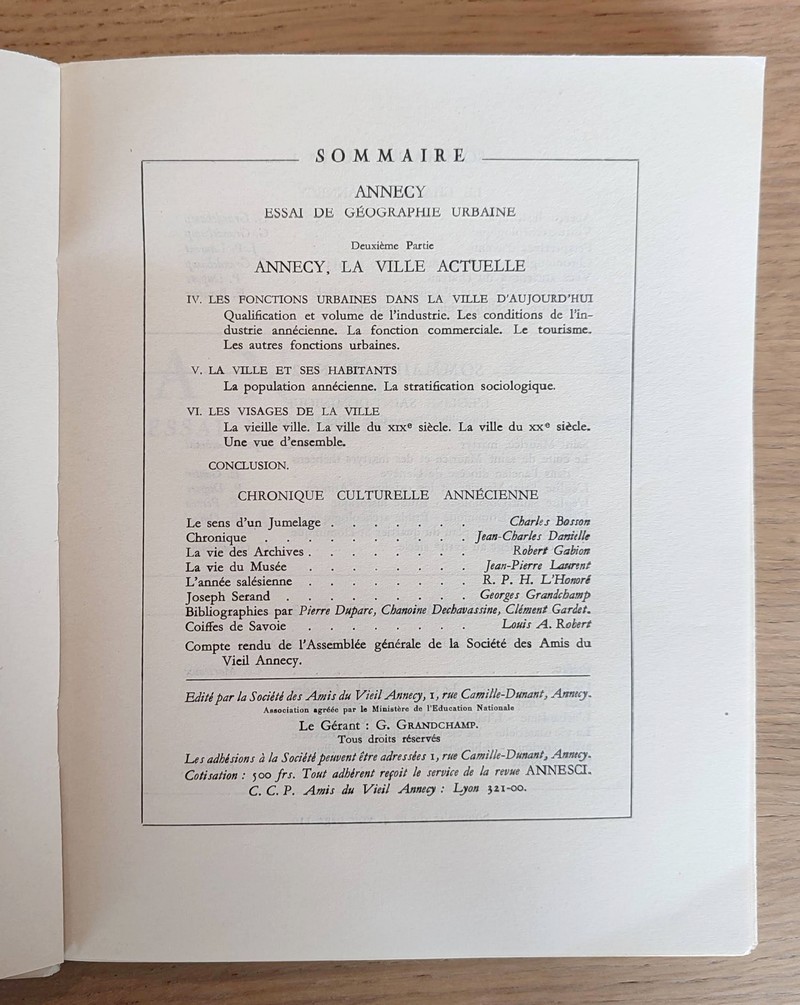 SOMMAIRE
ANNECY
ESSAI DE GÉOGRAPHIE URBAINE
Deuxième Partie
ANNECY, LA VILLE ACTUELLE
IV. LES FONCTIONS URBAINES DANS LA VILLE D'AUJOURD'HUI
Qualification et volume de l'industrie. Les conditions de l'in-
dustrie annécienne. La fonction commerciale. Le tourisme.
Les autres fonctions urbaines.
V. LA VILLE ET SES HABITANTS
La population annécienne. La stratification sociologique.
VI. LES VISAGES DE LA VILLE
La vieille ville. La ville du XIXe siècle. La ville du XXe siècle.
Une vue d'ensemble.
CONCLUSION.
CHRONIQUE CULTURELLE ANNÉCIENNE
Le sens d'un Jumelage . . . . . . . Charles Bosson
Chronique . . . . . . . . . Jean-Charles Danielle
La vie des Archives . . . . . . . . Robert Gabion
La vie du Musée . . . . . . . . Jean-Pierre Laurent
L'année salésienne . . . . . . . . R. P. H. L'Honoré
Joseph Serand . . . . . . . . . Georges Grandchamp
Bibliographies par Pierre Duparc, Chanoine Dechavassine, Clément Gardet.
Coiffes de Savoie . . . . . . . . Louis A. Robert
Compte rendu de l'Assemblée générale de la Société des Amis du
Vieil Annecy.
Edité par la Société des Amis du Vieil Annecy, 1, rue Camille-Dunant, Annecy.
Association agréée par le Ministère de l'Education Nationale
Le Gérant : G. GRANDCHAMP.
Tous droits réservés
Les adhésions à la Société peuvent être adressées 1, rue Camille-Dunant, Annecy.
Cotisation : 500 frs. Tout adhérent reçoit le service de la revue ANNESCI.
C. C. P. Amis du Vieil Annecy : Lyon 321-00.